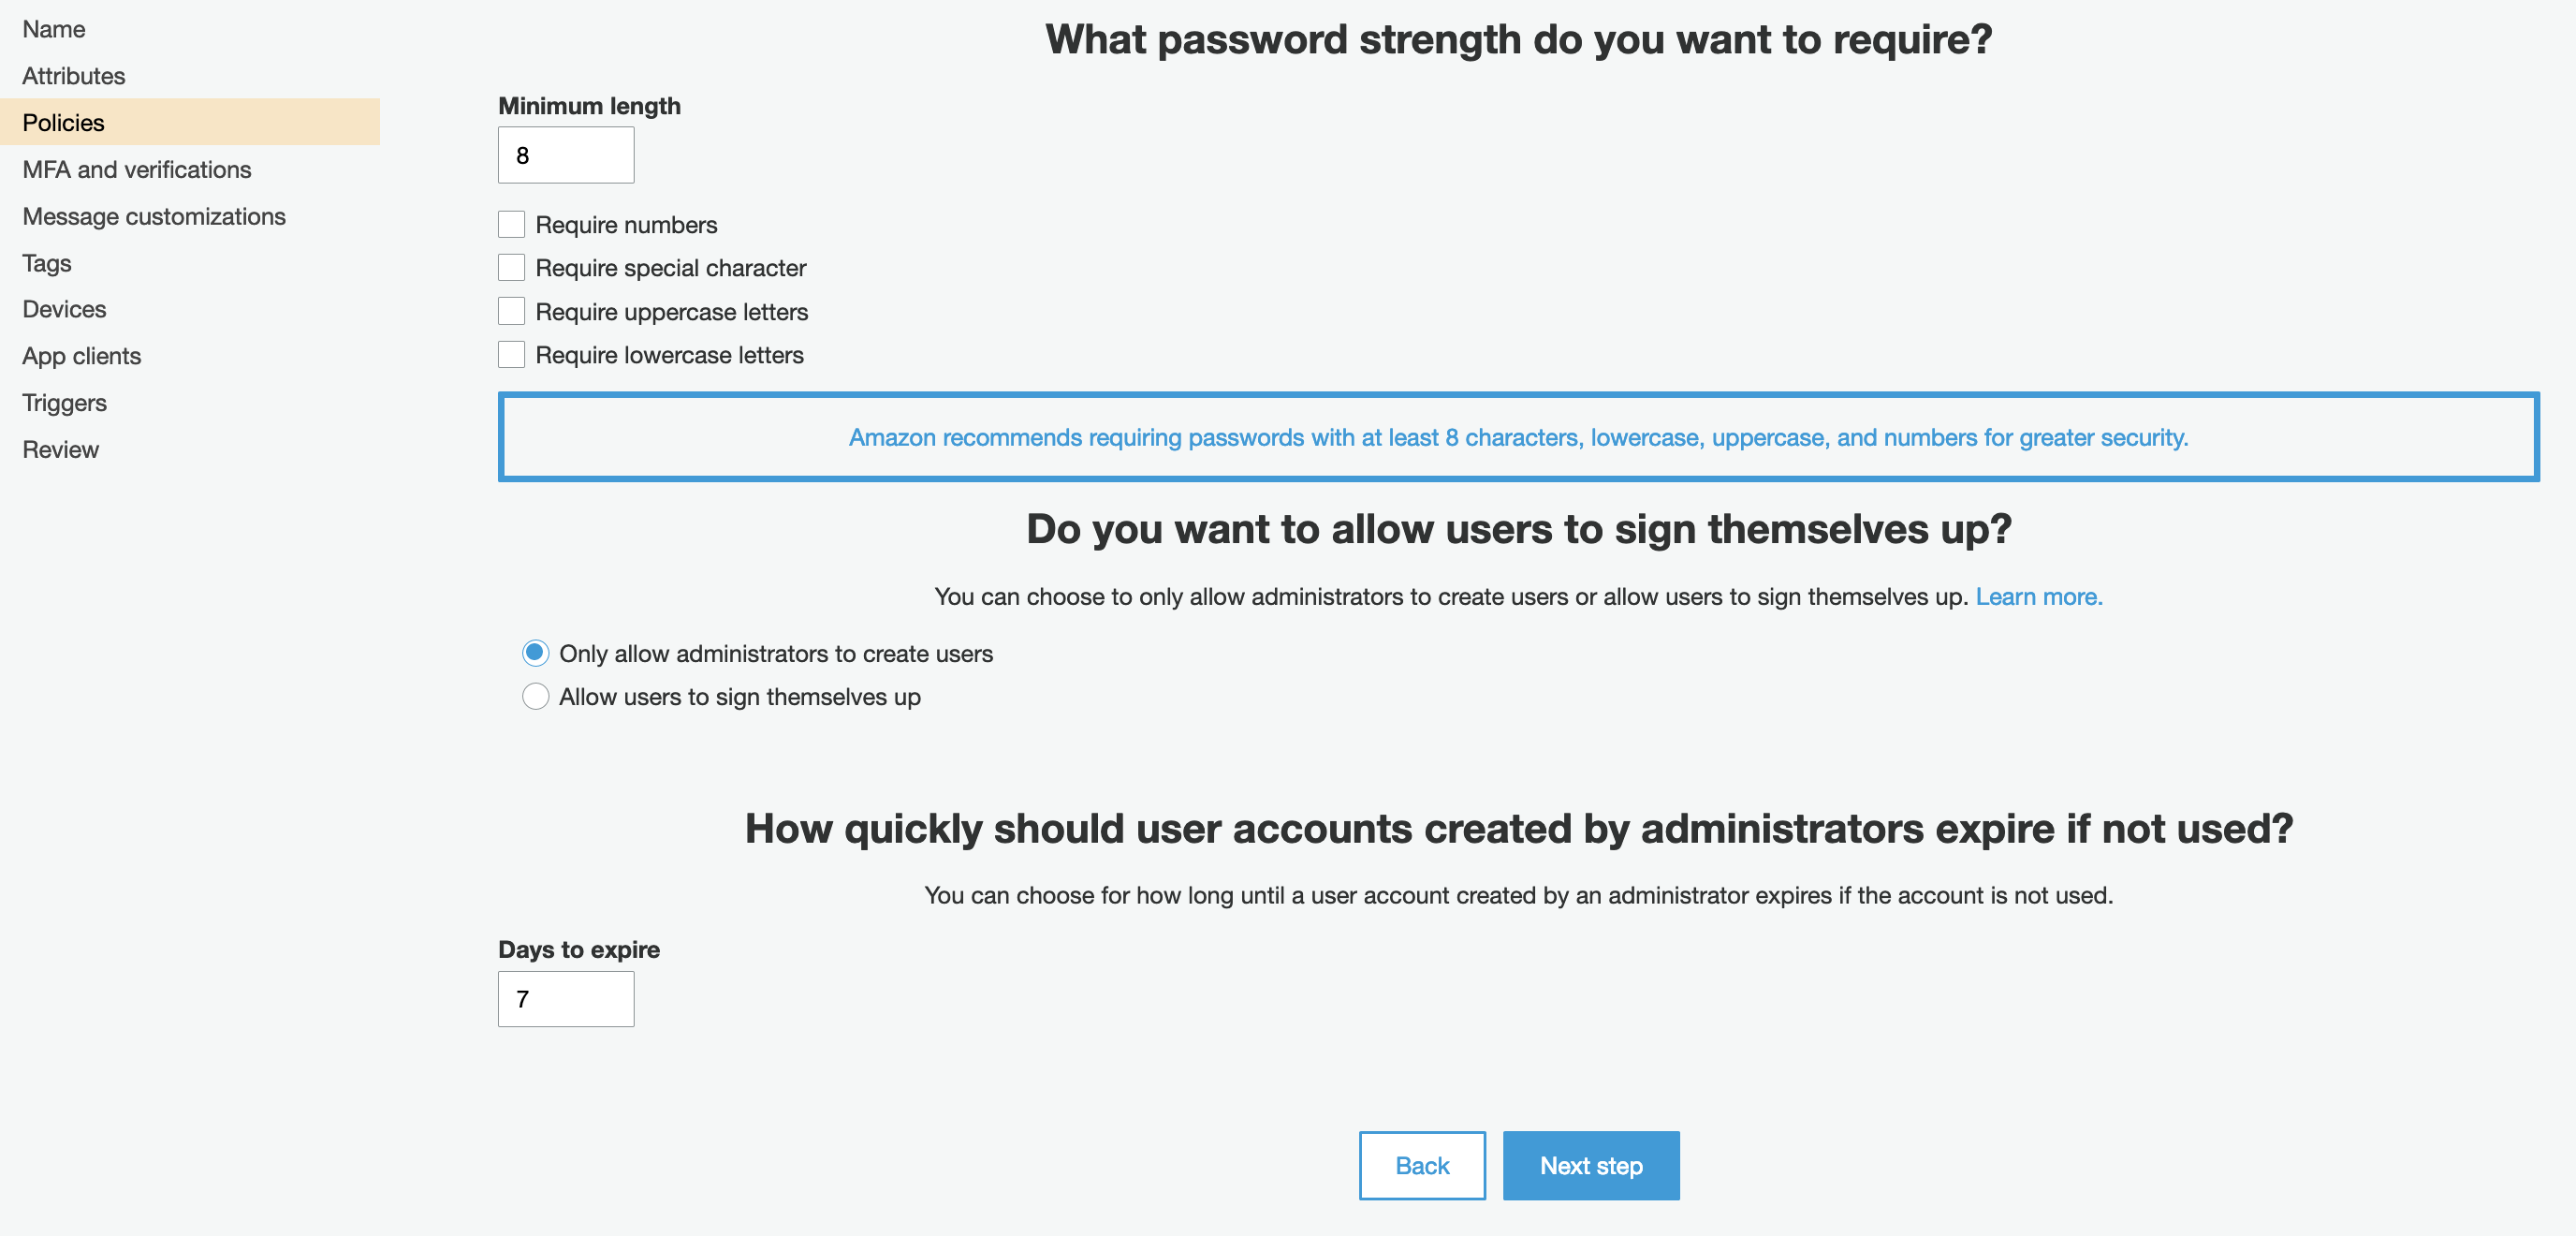 Name
Attributes
Policies
MFA and verifications
Message customizations
Tags
Devices
App clients
Triggers
Review
What password strength do you want to require?
Minimum length
8
Require numbers
Require special character
Require uppercase letters
Require lowercase letters
Amazon recommends requiring passwords with at least 8 characters, lowercase, uppercase, and numbers for greater security.
Do you want to allow users to sign themselves up?
You can choose to only allow administrators to create users or allow users to sign themselves up. Learn more.
Only allow administrators to create users
Allow users to sign themselves up
How quickly should user accounts created by administrators expire if not used?
You can choose for how long until a user account created by an administrator expires if the account is not used.
Days to expire
7
Back
Next step